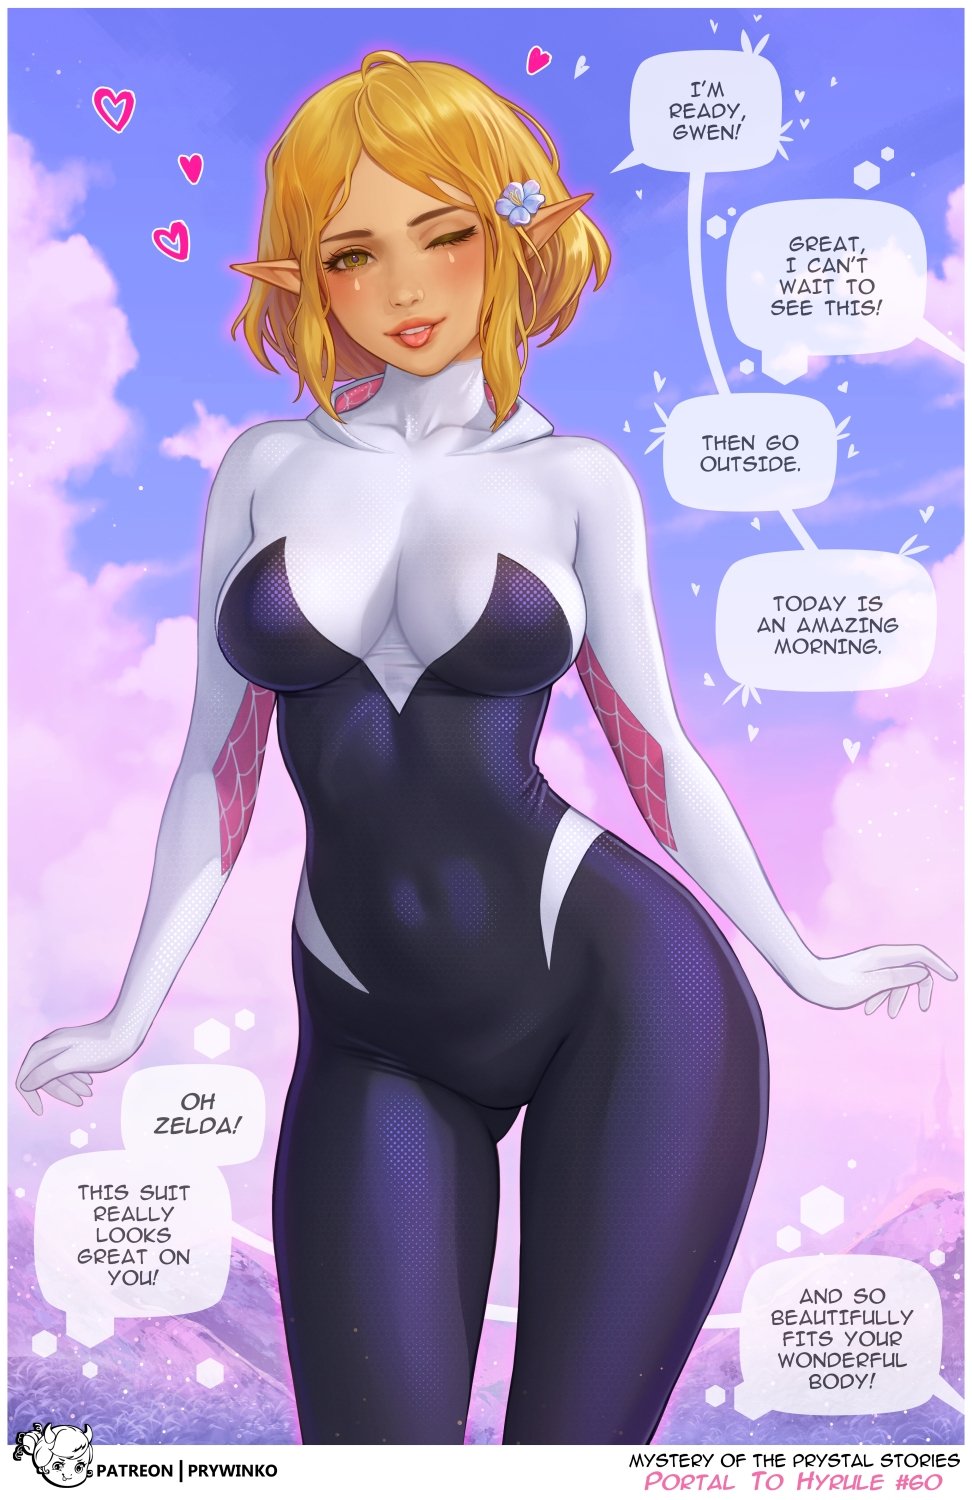 I'M
READY,
GWEN!
GREAT,
I CAN'T
WAIT TO
SEE THIS!
THEN GO
OUTSIDE.
TODAY IS
AN AMAZING
MORNING.
OH
ZELDA!
THIS SUIT
REALLY
LOOKS
GREAT ON
YOU!
AND SO
BEAUTIFULLY
FITS YOUR
WONDERFUL
BODY!
PATREON | PRYWINKO
MYSTERY OF THE PRYSTAL STORIES
PORTAL TO HYRULE #60